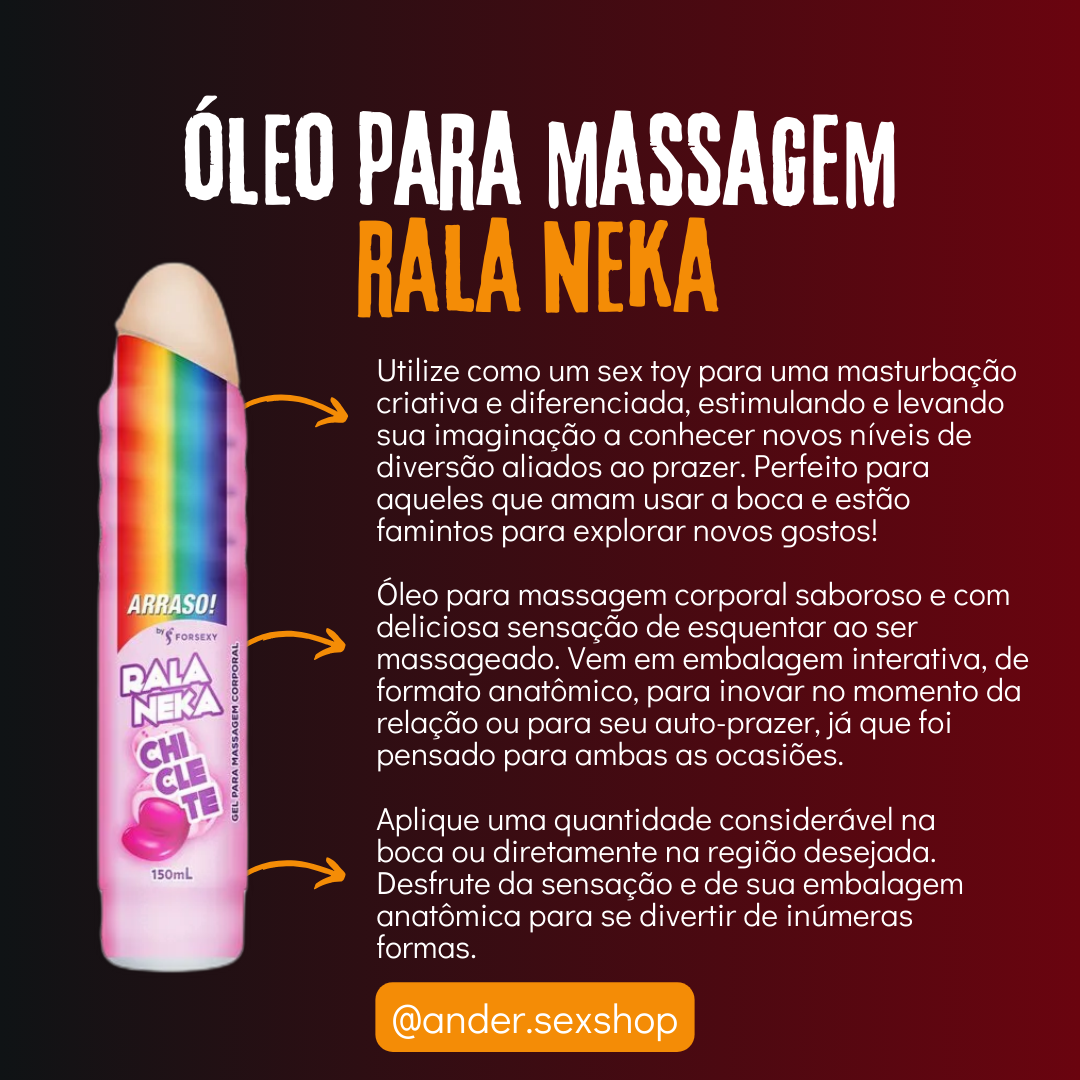 ÓLEO PARA MASSAGEM
RALA NEKA
Utilize como um sex toy para uma masturbação
criativa e diferenciada, estimulando e levando
sua imaginação a conhecer novos níveis de
diversão aliados ao prazer. Perfeito para
aqueles que amam usar a boca e estão
famintos para explorar novos gostos!
Óleo para massagem corporal saboroso e com
deliciosa sensação de esquentar ao ser
massageado. Vem em embalagem interativa, de
formato anatômico, para inovar no momento da
relação ou para seu auto-prazer, já que foi
pensado para ambas as ocasiões.
Aplique uma quantidade considerável na
boca ou diretamente na região desejada.
Desfrute da sensação e de sua embalagem
anatômica para se divertir de inúmeras
formas.
@ander.sexshop
ARRASO!
by FORSEXY
RALA
NEKA
CHI
CLE
TE
GEL PARA MASSAGEM CORPORAL
150mL